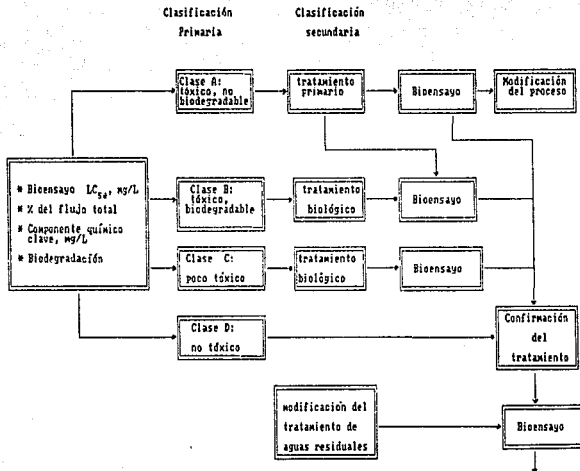 Clasificación
Primaria
Clasificación
secundaria
Clase A:
tóxico, no
biodegradable
tratamiento
primario
Bioensayo
Modificación
del proceso
* Bioensayo LC50, mg/L
* % del flujo total
* Componente químico
clave, mg/L
* Biodegradación
Clase B:
tóxico,
biodegradable
tratamiento
biológico
Bioensayo
Clase C:
poco tóxico
tratamiento
biológico
Bioensayo
Clase D:
no tóxico
Confirmación
del
tratamiento
modificación del
tratamiento de
aguas residuales
Bioensayo